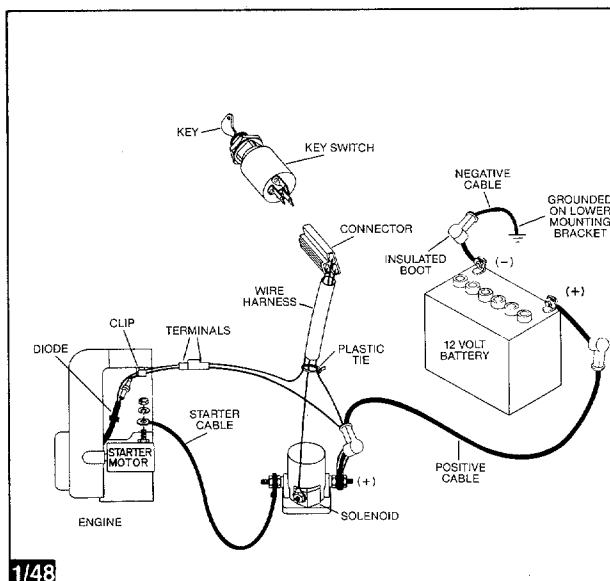 KEY
KEY SWITCH
NEGATIVE
CABLE
GROUNDED
ON LOWER
MOUNTING
BRACKET
CONNECTOR
INSULATED
BOOT
(-)
(+)
WIRE
HARNESS
CLIP
TERMINALS
DIODE
PLASTIC
TIE
12 VOLT
BATTERY
STARTER
CABLE
STARTER
MOTOR
(+)
POSITIVE
CABLE
SOLENOID
ENGINE
1/48